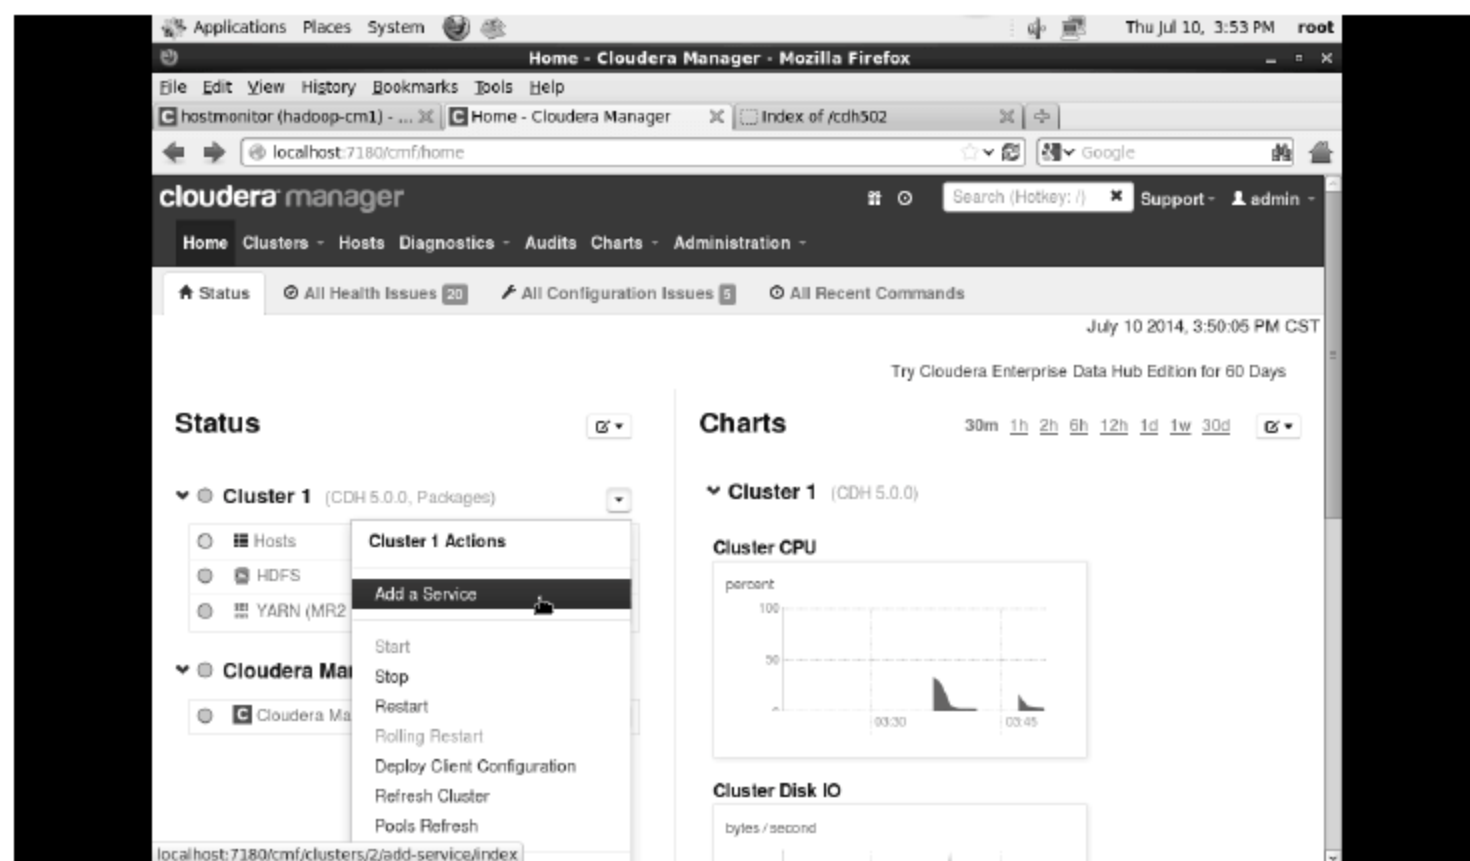 Applications Places System Thu Jul 10, 3:53 PM root
Home - Cloudera Manager - Mozilla Firefox
File Edit View History Bookmarks Tools Help
hostmonitor (hadoop-cm1) - ... Home - Cloudera Manager Index of /cdh502
localhost:7180/cmf/home Google
cloudera manager Search (Hotkey: /) Support admin
Home Clusters Hosts Diagnostics Audits Charts Administration
Status All Health Issues 20 All Configuration Issues 5 All Recent Commands
July 10 2014, 3:50:05 PM CST
Try Cloudera Enterprise Data Hub Edition for 60 Days
Status
Cluster 1 (CDH 5.0.0, Packages)
Hosts
HDFS
YARN (MR2
Cloudera Ma
Cloudera Ma
Cluster 1 Actions
Add a Service
Start
Stop
Restart
Rolling Restart
Deploy Client Configuration
Refresh Cluster
Pools Refresh
localhost:7180/cmf/clusters/2/add-service/index
Charts 30m 1h 2h 6h 12h 1d 1w 30d
Cluster 1 (CDH 5.0.0)
Cluster CPU
percent
100
50
0
03:30 03:45
Cluster Disk IO
bytes / second